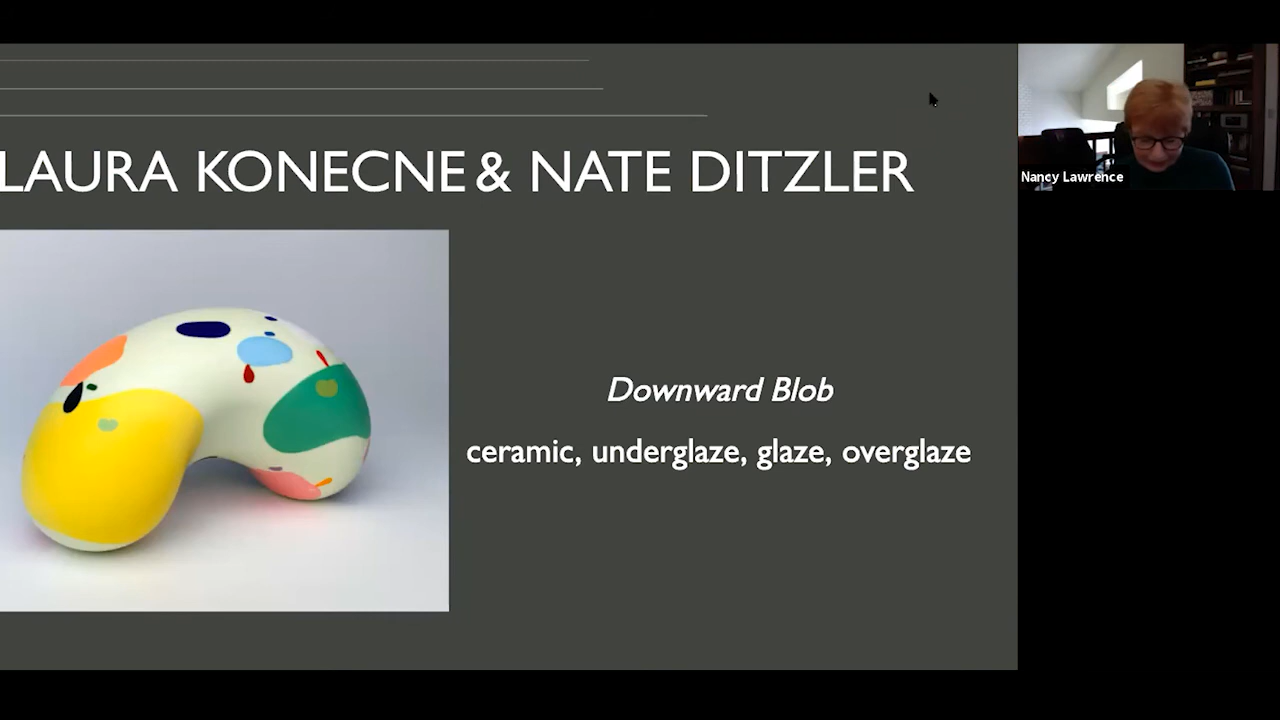 LAURA KONECNE & NATE DITZLER
Nancy Lawrence
Downward Blob
ceramic, underglaze, glaze, overglaze